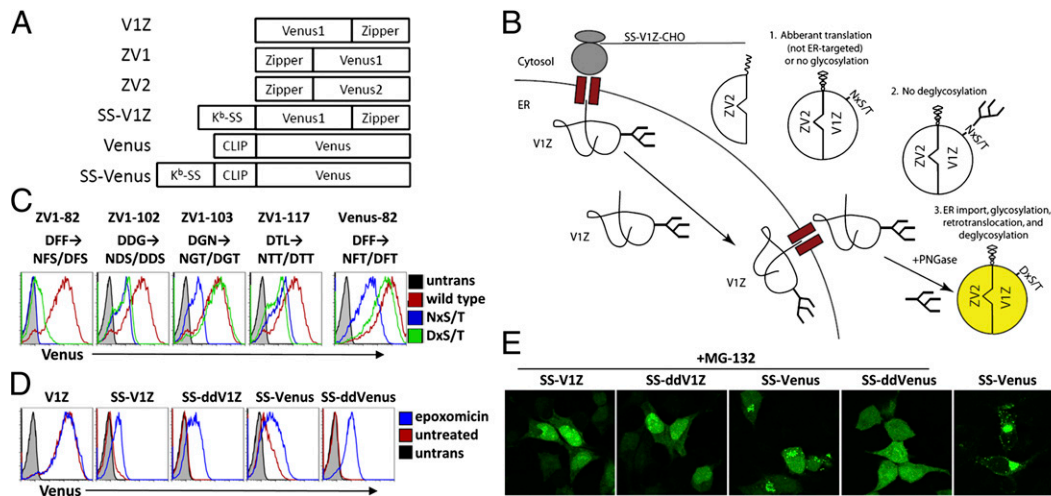 A
V1Z
Venus1 Zipper
ZV1
Zipper Venus1
ZV2
Zipper Venus2
SS-V1Z
Kᵇ-SS Venus1 Zipper
Venus
CLIP Venus
SS-Venus
Kᵇ-SS CLIP Venus
B
SS-V1Z-CHO
Cytosol
ER
V1Z
V1Z
V1Z
ZV2
1. Abberant translation
(not ER-targeted)
or no glycosylation
NxS/T
ZV2 V1Z
2. No deglycosylation
NxS/T
ZV2 V1Z
3. ER import, glycosylation,
retrotranslocation, and
deglycosylation
+PNGase
DxS/T
ZV2 V1Z
C
ZV1-82 ZV1-102 ZV1-103 ZV1-117 Venus-82
DFF→ DDG→ DGN→ DTL→ DFF→
NFS/DFS NDS/DDS NGT/DGT NTT/DTT NFT/DFT
untrans
wild type
NxS/T
DxS/T
Venus
D
V1Z SS-V1Z SS-ddV1Z SS-Venus SS-ddVenus
epoxomicin
untreated
untrans
Venus
E
+MG-132
SS-V1Z SS-ddV1Z SS-Venus SS-ddVenus SS-Venus